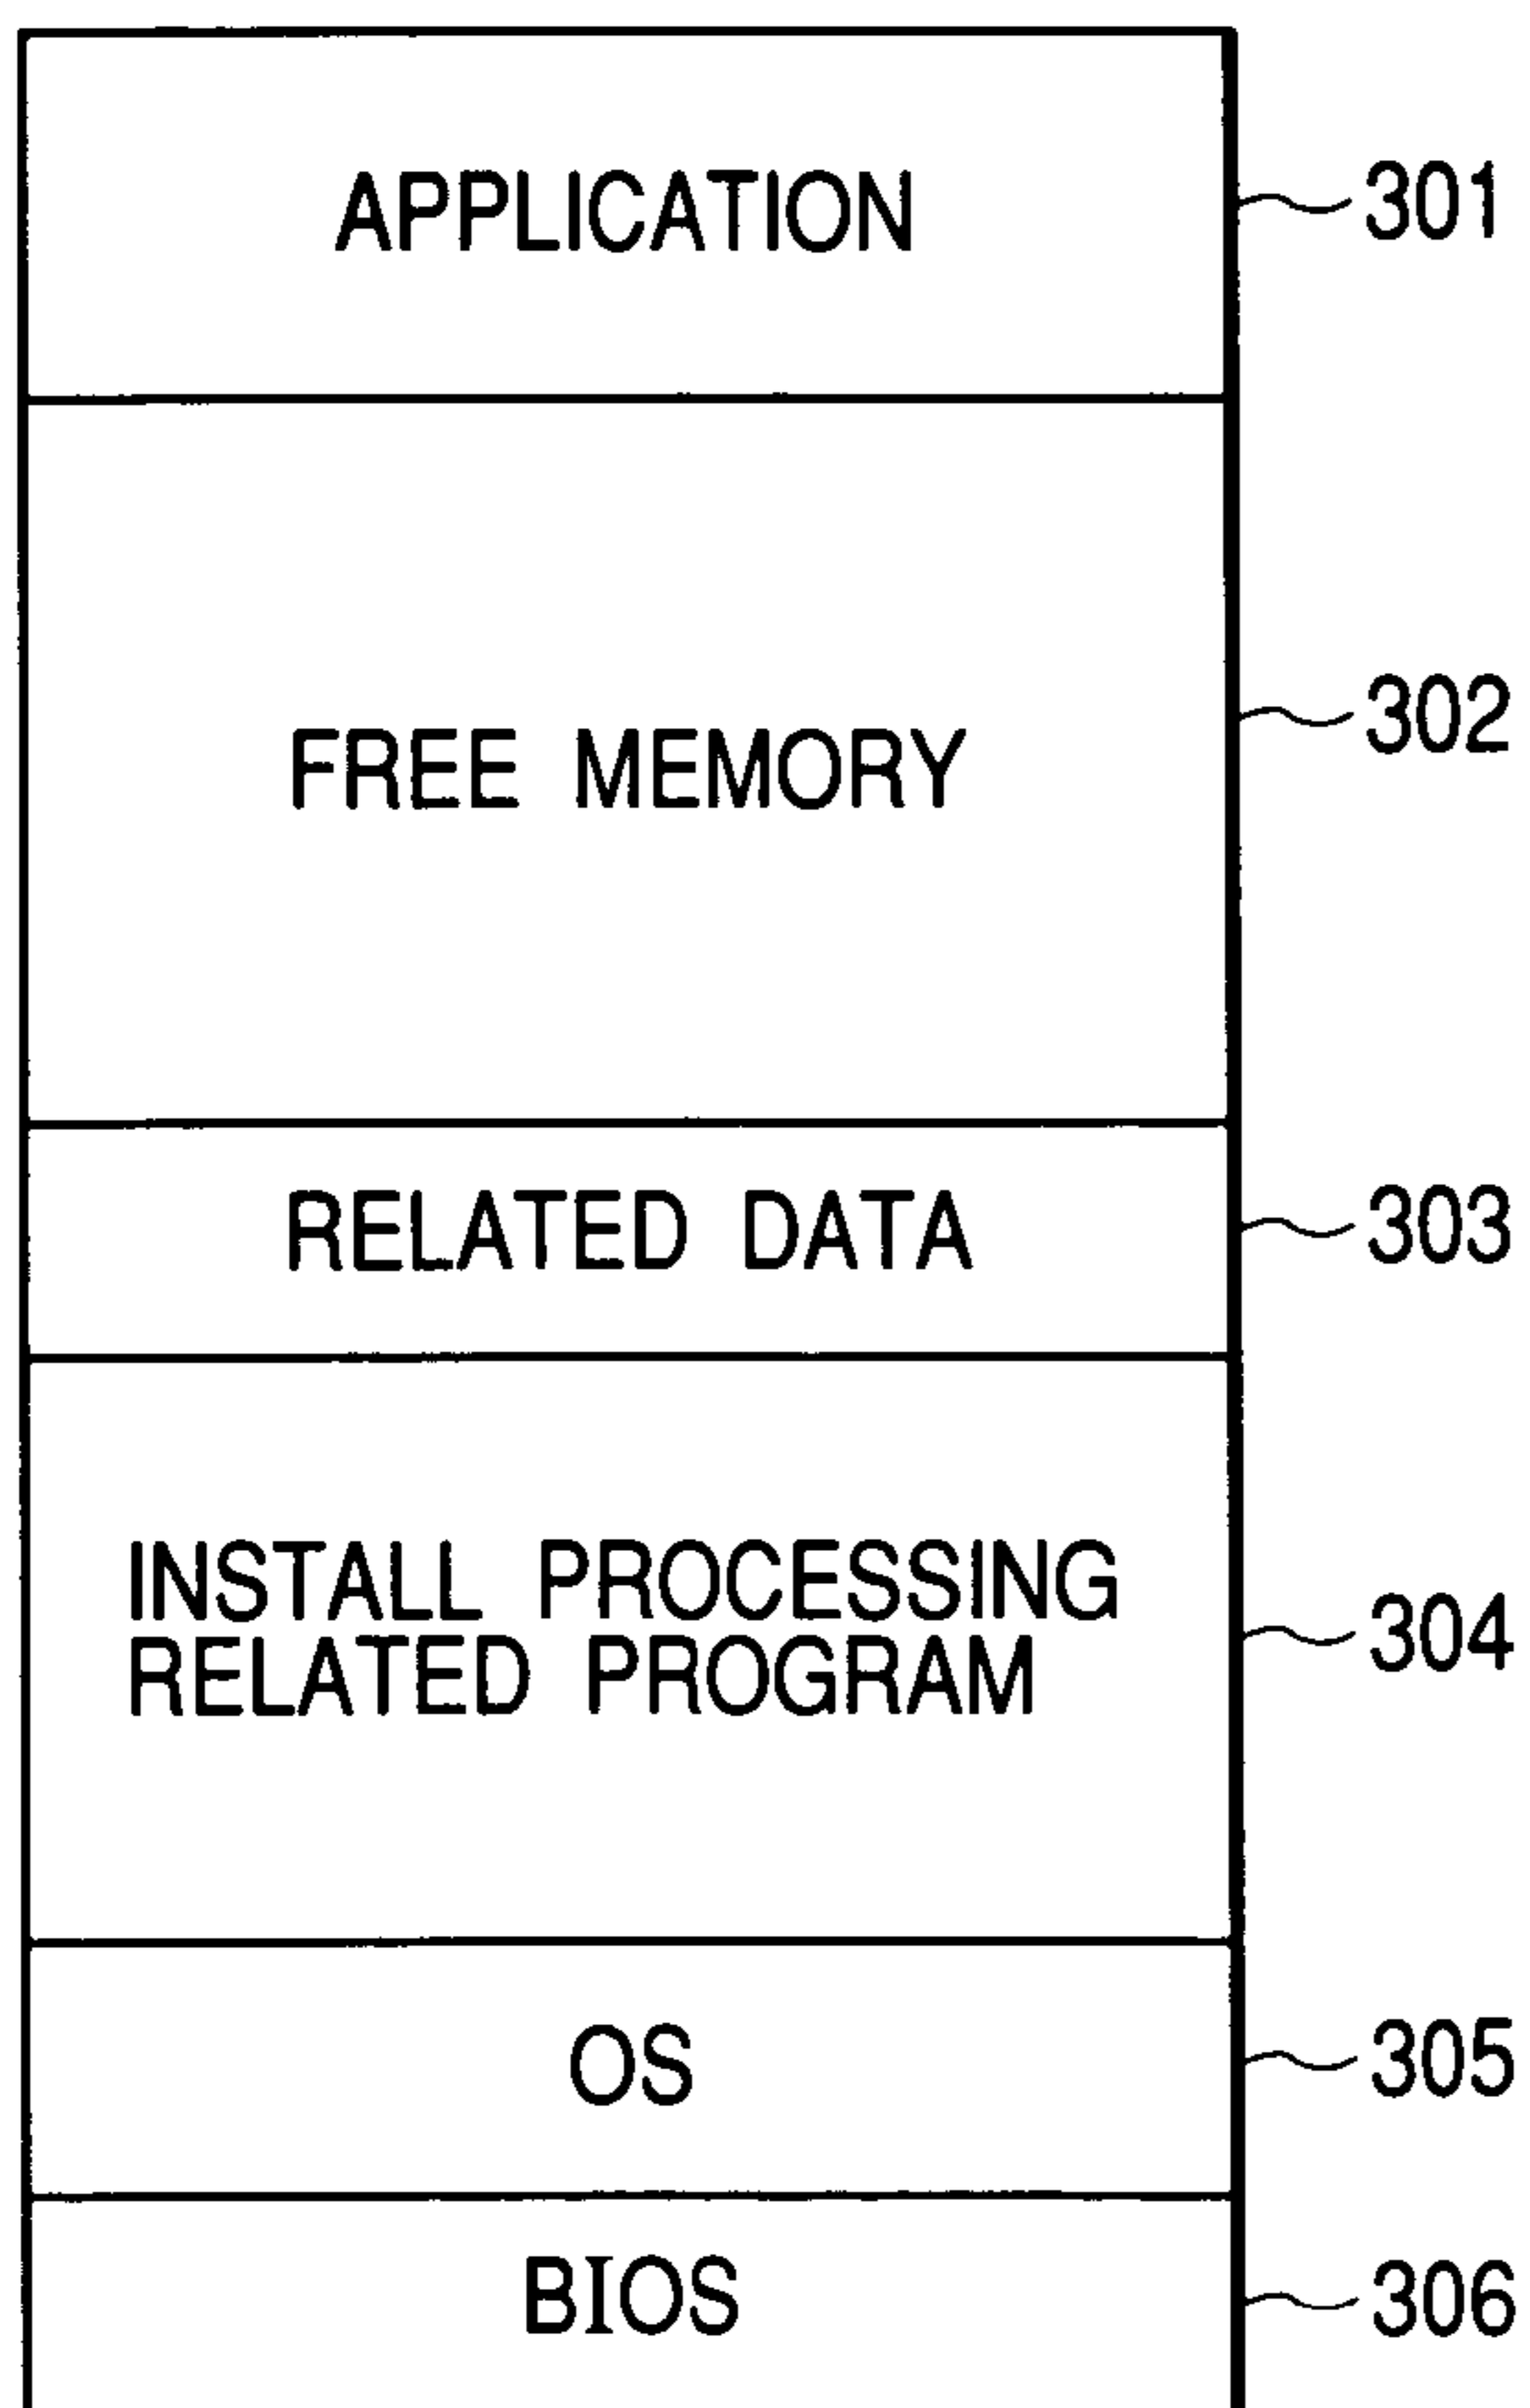 APPLICATION
301
FREE MEMORY
302
RELATED DATA
303
INSTALL PROCESSING
RELATED PROGRAM
304
OS
305
BIOS
306